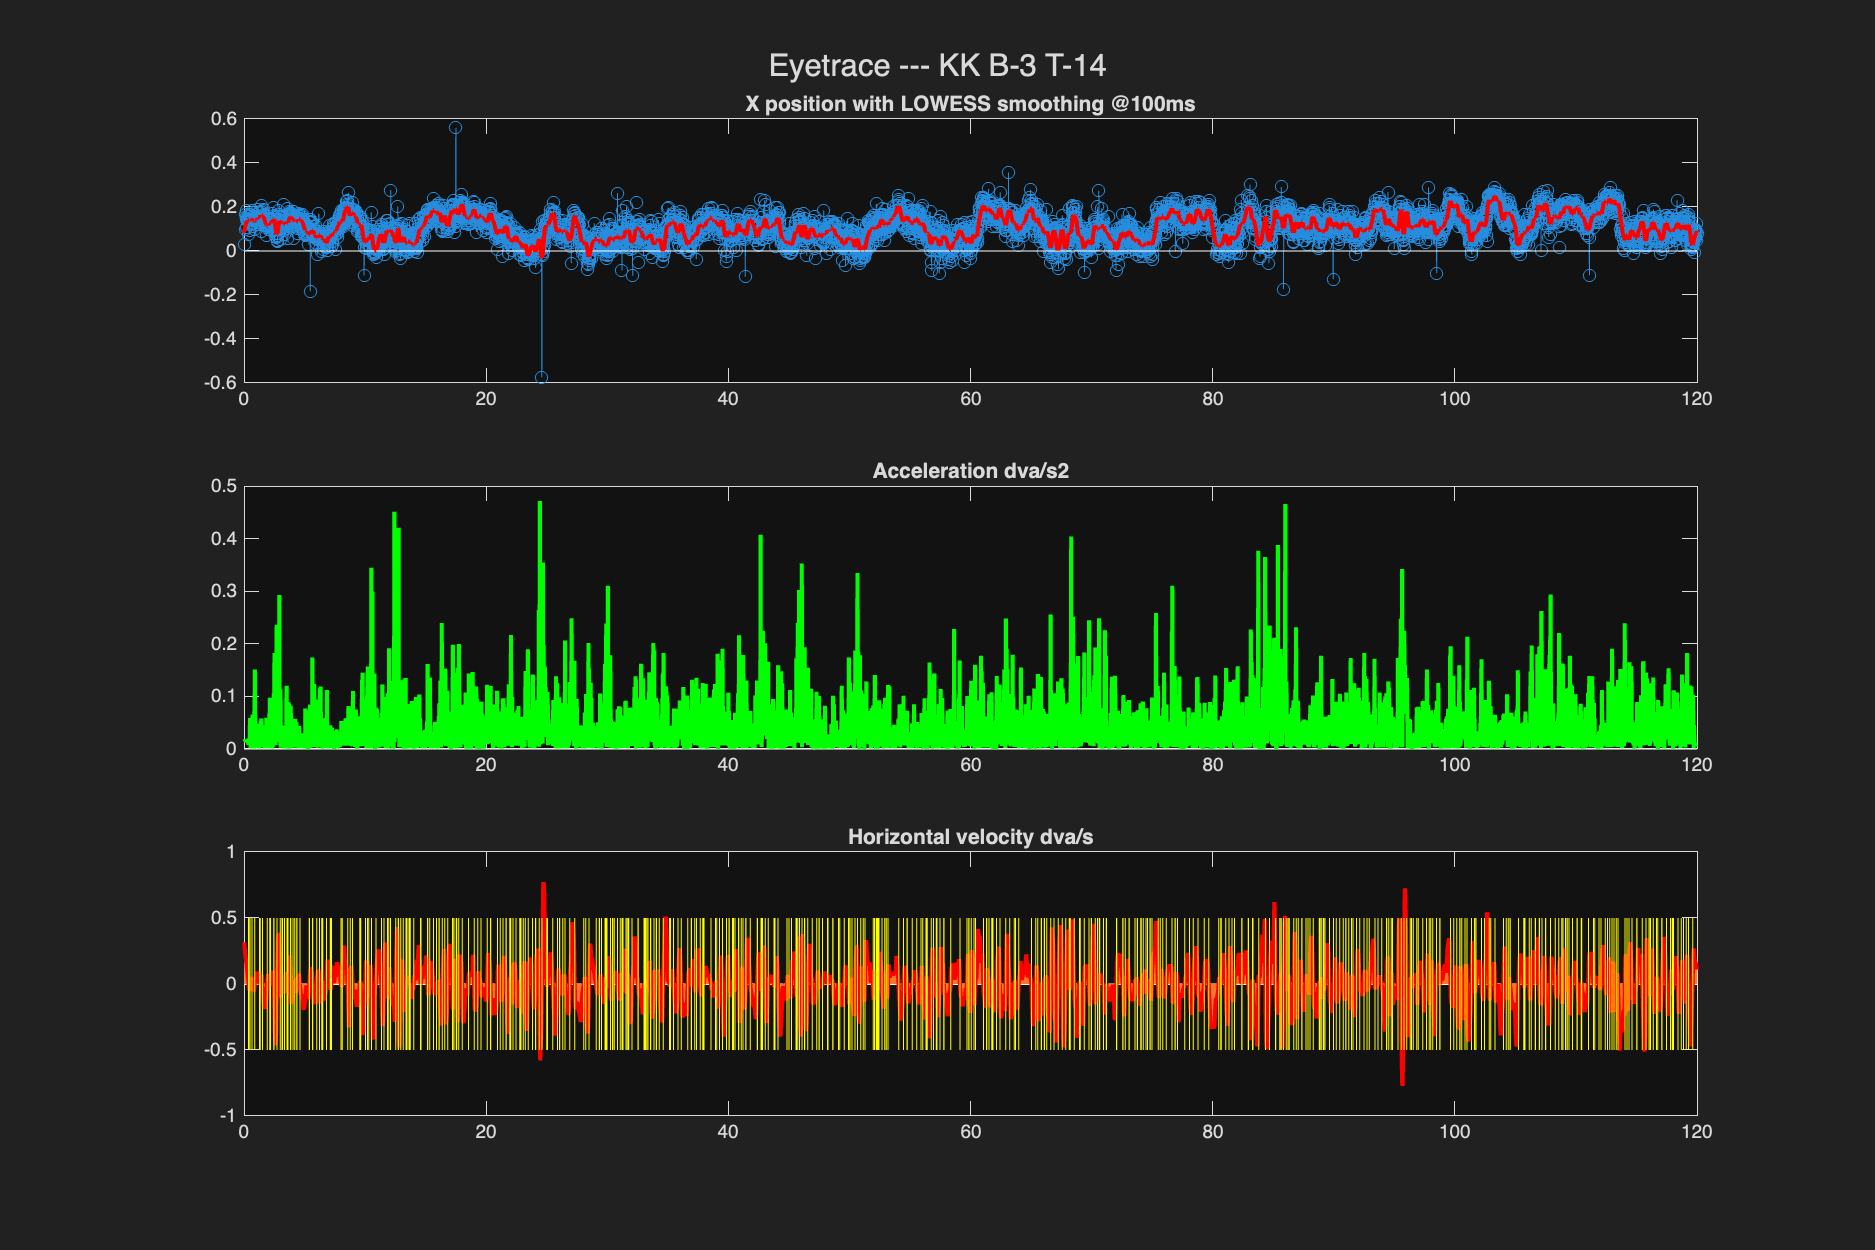 Eyetrace --- KK B-3 T-14
X position with LOWESS smoothing @100ms
0.6
0.4
0.2
0
-0.2
-0.4
-0.6
0 20 40 60 80 100 120
Acceleration dva/s2
0.5
0.4
0.3
0.2
0.1
0
0 20 40 60 80 100 120
Horizontal velocity dva/s
1
0.5
0
-0.5
-1
0 20 40 60 80 100 120